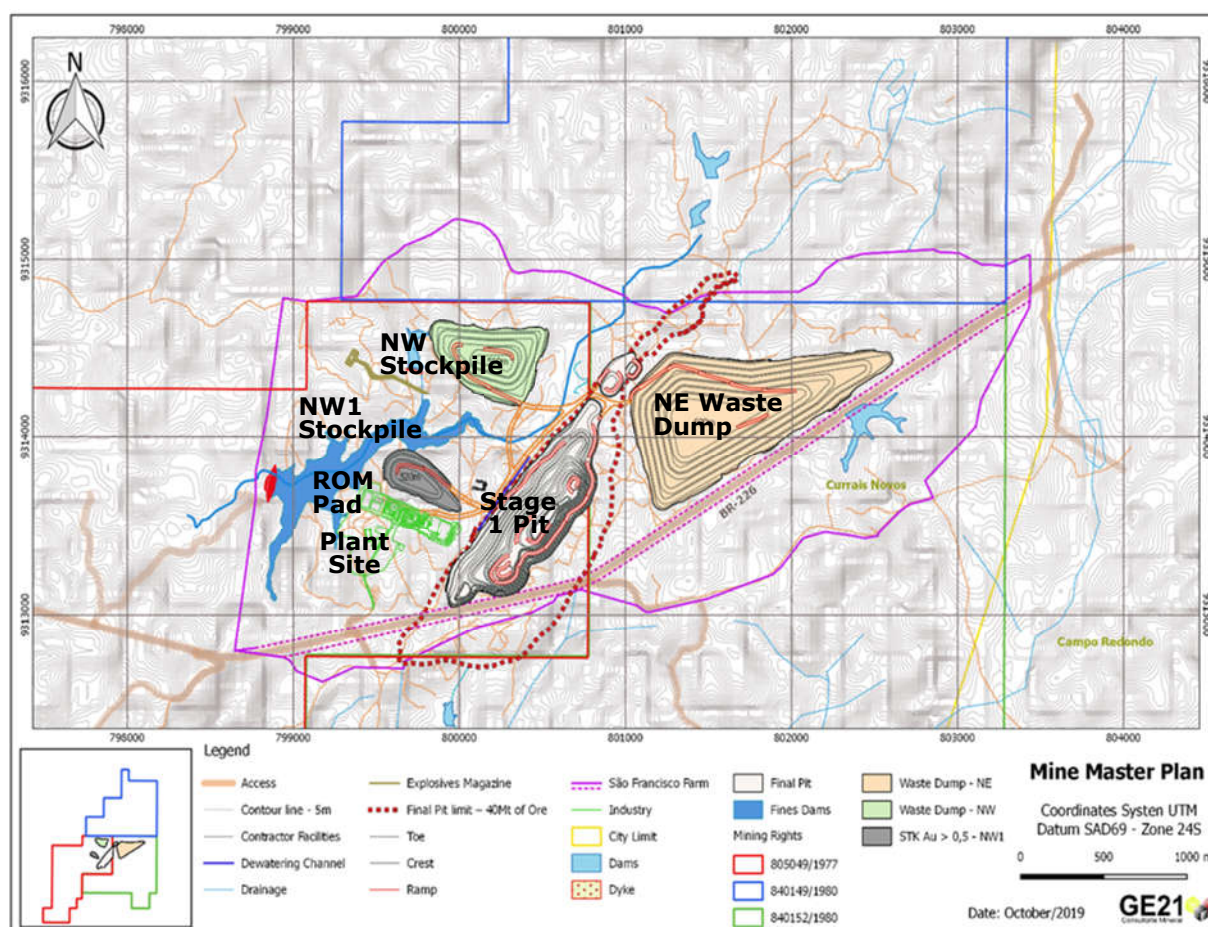 798000 799000 800000 801000 802000 803000 804000
N
9316000
9315000
9315000
NW
Stockpile
NW1
Stockpile
NE Waste
Dump
9314000
ROM
Pad
Stage
1 Pit
Plant
Site
BR-226
Currais Novos
9313000
Campo Redondo
798000 799000 800000 801000 802000 803000 804000
Legend
Access
Contour line - 5m
Contractor Facilities
Dewatering Channel
Drainage
Explosives Magazine
Final Pit limit – 40Mt of Ore
Toe
Crest
Ramp
São Francisco Farm
Industry
City Limit
Dams
Dyke
Final Pit
Fines Dams
Mining Rights
805049/1977
840149/1980
840152/1980
Waste Dump - NE
Waste Dump - NW
STK Au > 0,5 - NW1
Mine Master Plan
Coordinates Systen UTM
Datum SAD69 - Zone 24S
0 500 1000 m
Date: October/2019
GE21
Consultoria Mineral